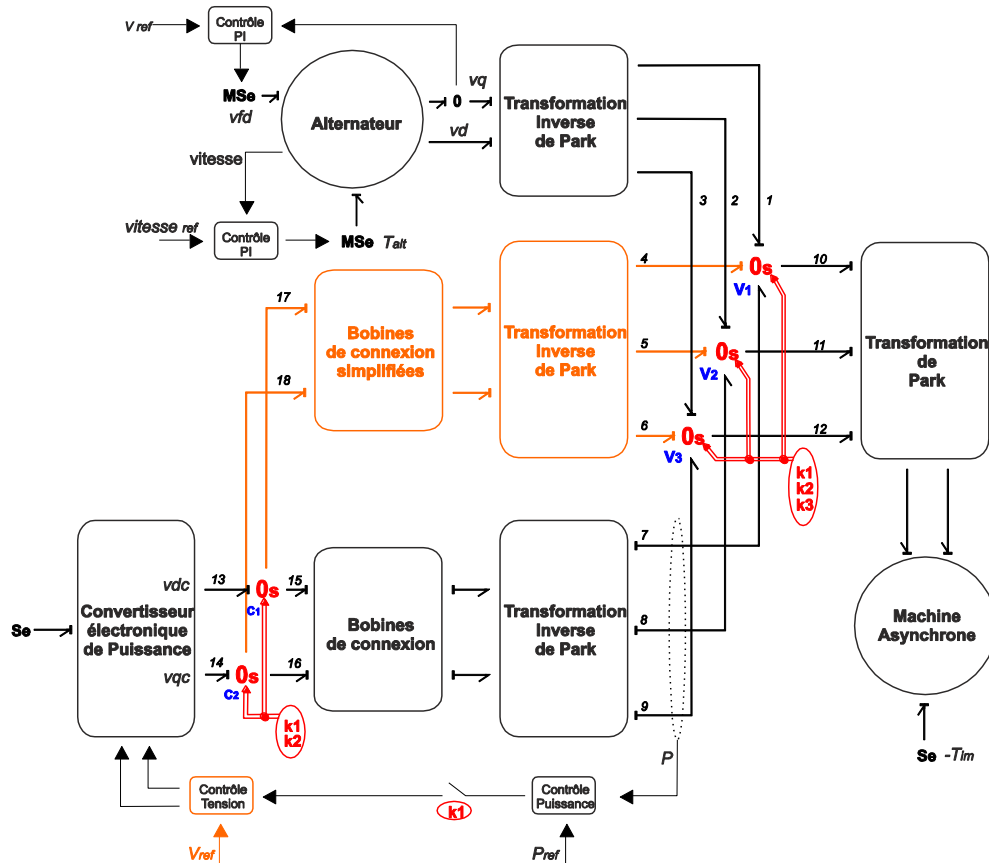 V ref
Contrôle
PI
MSe
vfd
Alternateur
0
vq
vd
Transformation
Inverse
de Park
vitesse
vitesse ref
Contrôle
PI
MSe
Talt
3
2
1
17
18
Bobines
de connexion
simplifiées
Transformation
Inverse
de Park
4
5
6
0s
V1
0s
V2
0s
V3
10
11
12
Transformation
de
Park
k1
k2
k3
Se
Convertisseur
électronique
de Puissance
vdc
vqc
13
14
0s
C1
0s
C2
15
16
k1
k2
Bobines
de connexion
Transformation
Inverse
de Park
7
8
9
Machine
Asynchrone
Se
-Tim
P
Contrôle
Tension
k1
Contrôle
Puissance
Vref
Pref